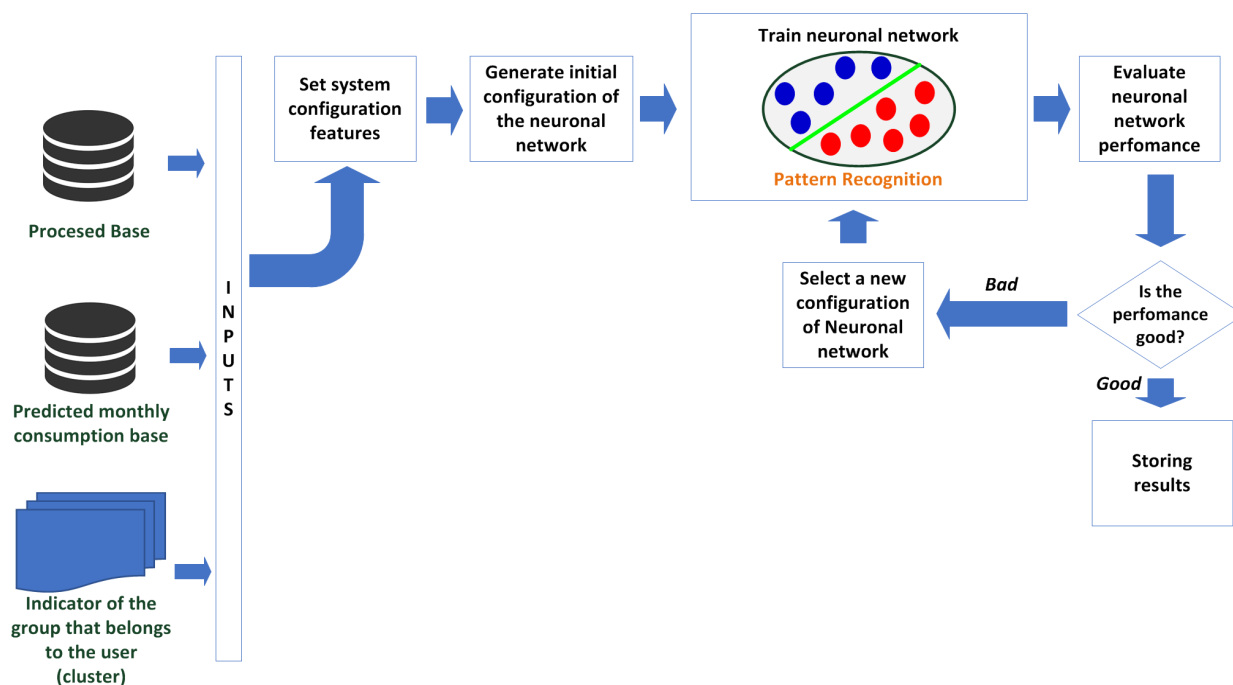 Procesed Base
Predicted monthly
consumption base
Indicator of the
group that belongs
to the user
(cluster)
I
N
P
U
T
S
Set system
configuration
features
Generate initial
configuration of
the neuronal
network
Train neuronal network
Pattern Recognition
Evaluate
neuronal
network
perfomance
Is the
perfomance
good?
Bad
Select a new
configuration
of Neuronal
network
Good
Storing
results